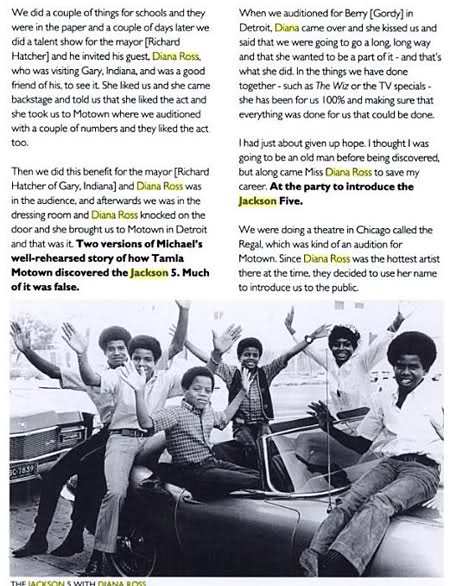 We did a couple of things for schools and they
were in the paper and a couple of days later we
did a talent show for the mayor [Richard
Hatcher] and he invited his guest, Diana Ross,
who was visiting Gary, Indiana, and was a good
friend of his, to see it. She liked us and she came
backstage and told us that she liked the act and
she took us to Motown where we auditioned
with a couple of numbers and they liked the act
too.
Then we did this benefit for the mayor [Richard
Hatcher of Gary, Indiana] and Diana Ross was
in the audience, and afterwards we was in the
dressing room and Diana Ross knocked on the
door and she brought us to Motown in Detroit
and that was it. Two versions of Michael's
well-rehearsed story of how Tamla
Motown discovered the Jackson 5. Much
of it was false.
When we auditioned for Berry [Gordy] in
Detroit, Diana came over and she kissed us and
said that we were going to go a long, long way
and that she wanted to be a part of it - and that's
what she did. In the things we have done
together - such as The Wiz or the TV specials -
she has been for us 100% and making sure that
everything was done for us that could be done.
I had just about given up hope. I thought I was
going to be an old man before being discovered,
but along came Miss Diana Ross to save my
career. At the party to introduce the
Jackson Five.
We were doing a theatre in Chicago called the
Regal, which was kind of an audition for
Motown. Since Diana Ross was the hottest artist
there at the time, they decided to use her name
to introduce us to the public.
THE JACKSON 5 WITH DIANA ROSS